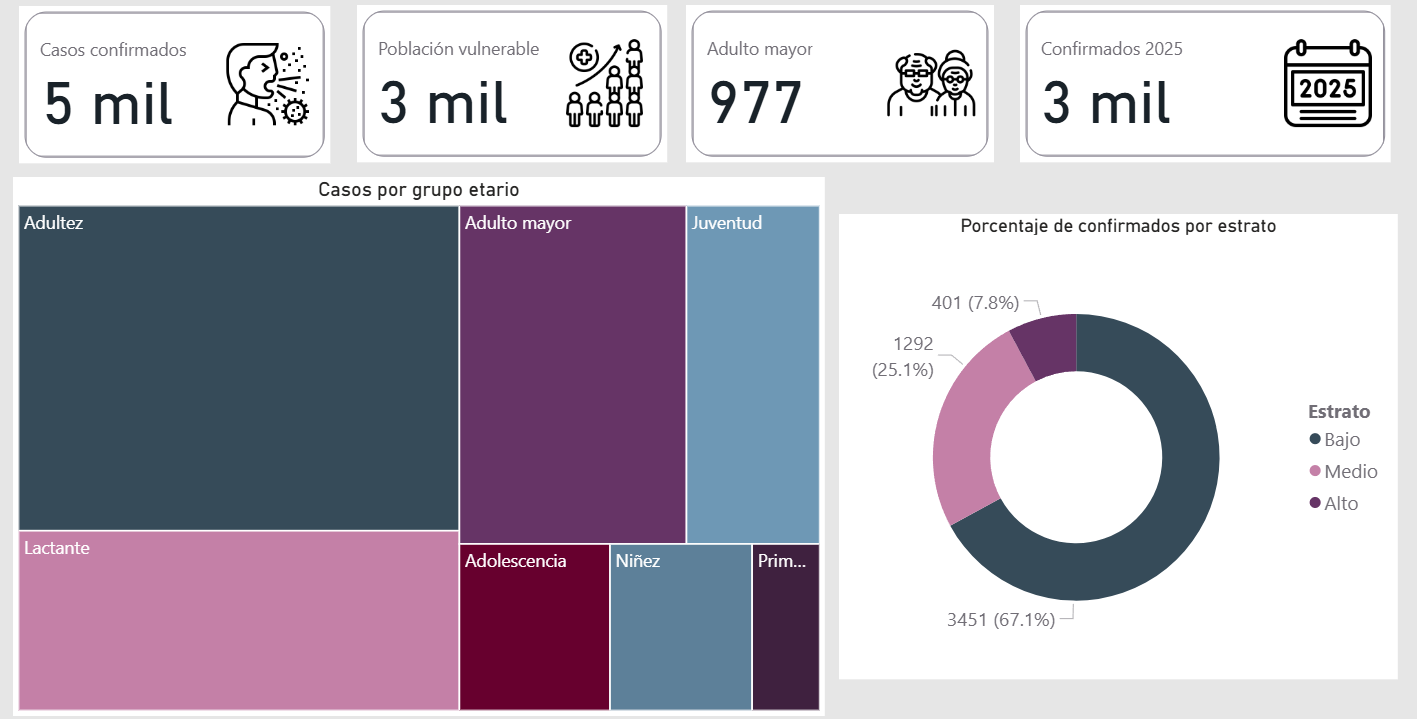 Casos confirmados
5 mil
Población vulnerable
3 mil
Adulto mayor
977
Confirmados 2025
3 mil
2025
Casos por grupo etario
Adultez
Adulto mayor
Juventud
Lactante
Adolescencia
Niñez
Prim...
Porcentaje de confirmados por estrato
401 (7.8%)
1292
(25.1%)
3451 (67.1%)
Estrato
Bajo
Medio
Alto